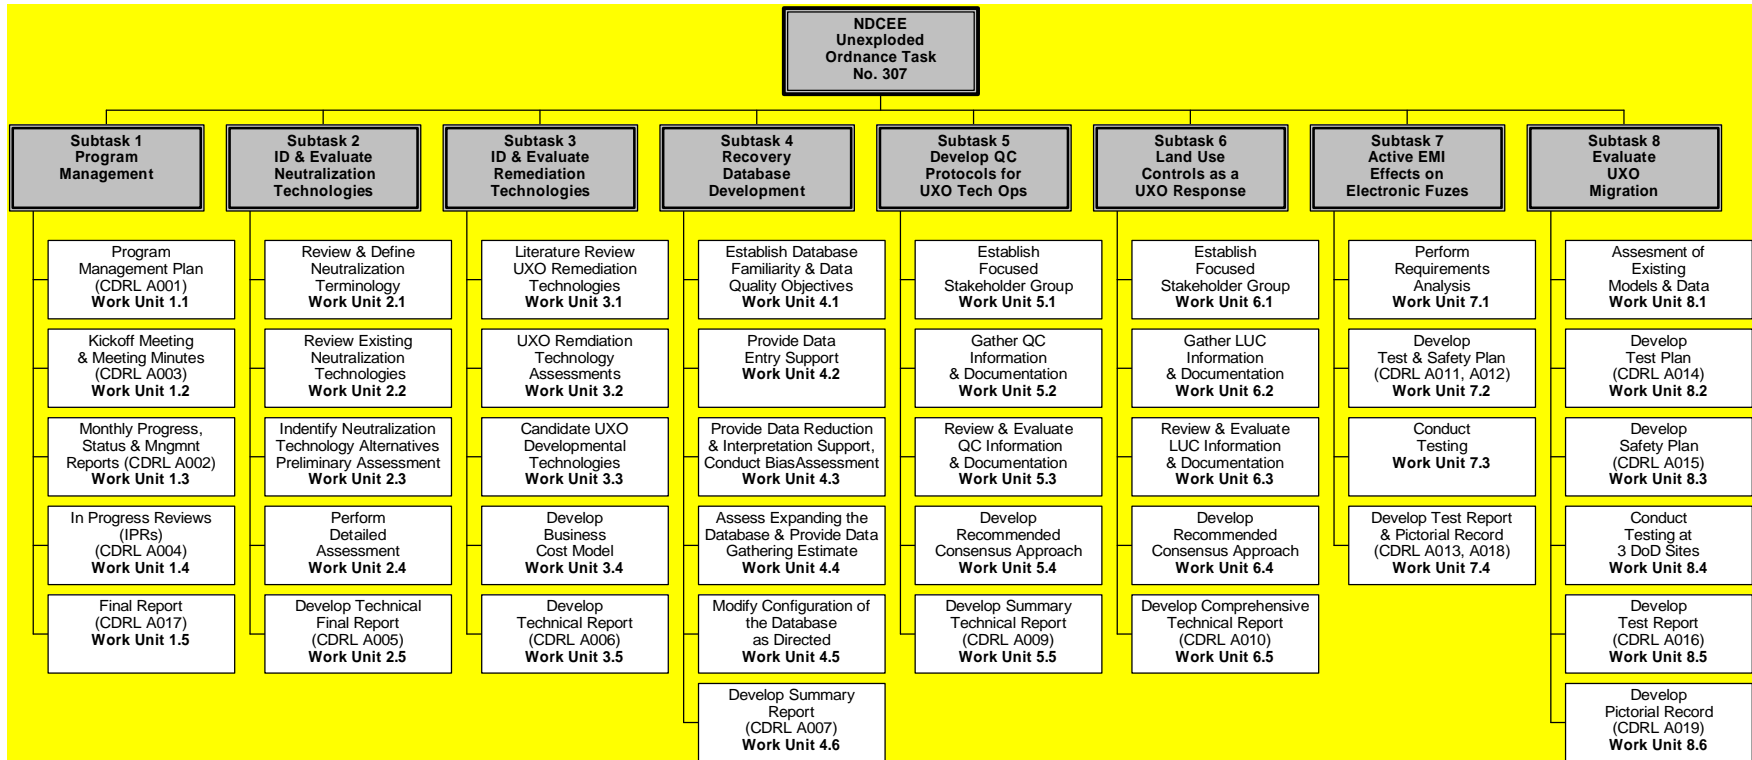 NDCEE
Unexploded
Ordnance Task
No. 307
Subtask 1
Program
Management
Subtask 2
ID & Evaluate
Neutralization
Technologies
Subtask 3
ID & Evaluate
Remediation
Technologies
Subtask 4
Recovery
Database
Development
Subtask 5
Develop QC
Protocols for
UXO Tech Ops
Subtask 6
Land Use
Controls as a
UXO Response
Subtask 7
Active EMI
Effects on
Electronic Fuzes
Subtask 8
Evaluate
UXO
Migration
Program
Management Plan
(CDRL A001)
Work Unit 1.1
Kickoff Meeting
& Meeting Minutes
(CDRL A003)
Work Unit 1.2
Monthly Progress,
Status & Mngmnt
Reports (CDRL A002)
Work Unit 1.3
In Progress Reviews
(IPRs)
(CDRL A004)
Work Unit 1.4
Final Report
(CDRL A017)
Work Unit 1.5
Review & Define
Neutralization
Terminology
Work Unit 2.1
Review Existing
Neutralization
Technologies
Work Unit 2.2
Indentify Neutralization
Technology Alternatives
Preliminary Assessment
Work Unit 2.3
Perform
Detailed
Assessment
Work Unit 2.4
Develop Technical
Final Report
(CDRL A005)
Work Unit 2.5
Literature Review
UXO Remediation
Technologies
Work Unit 3.1
UXO Remdiation
Technology
Assessments
Work Unit 3.2
Candidate UXO
Developmental
Technologies
Work Unit 3.3
Develop
Business
Cost Model
Work Unit 3.4
Develop
Technical Report
(CDRL A006)
Work Unit 3.5
Establish Database
Familiarity & Data
Quality Objectives
Work Unit 4.1
Provide Data
Entry Support
Work Unit 4.2
Provide Data Reduction
& Interpretation Support,
Conduct BiasAssessment
Work Unit 4.3
Assess Expanding the
Database & Provide Data
Gathering Estimate
Work Unit 4.4
Modify Configuration of
the Database
as Directed
Work Unit 4.5
Develop Summary
Report
(CDRL A007)
Work Unit 4.6
Establish
Focused
Stakeholder Group
Work Unit 5.1
Gather QC
Information
& Documentation
Work Unit 5.2
Review & Evaluate
QC Information
& Documentation
Work Unit 5.3
Develop
Recommended
Consensus Approach
Work Unit 5.4
Develop Summary
Technical Report
(CDRL A009)
Work Unit 5.5
Establish
Focused
Stakeholder Group
Work Unit 6.1
Gather LUC
Information
& Documentation
Work Unit 6.2
Review & Evaluate
LUC Information
& Documentation
Work Unit 6.3
Develop
Recommended
Consensus Approach
Work Unit 6.4
Develop Comprehensive
Technical Report
(CDRL A010)
Work Unit 6.5
Perform
Requirements
Analysis
Work Unit 7.1
Develop
Test & Safety Plan
(CDRL A011, A012)
Work Unit 7.2
Conduct
Testing
Work Unit 7.3
Develop Test Report
& Pictorial Record
(CDRL A013, A018)
Work Unit 7.4
Assesment of
Existing
Models & Data
Work Unit 8.1
Develop
Test Plan
(CDRL A014)
Work Unit 8.2
Develop
Safety Plan
(CDRL A015)
Work Unit 8.3
Conduct
Testing at
3 DoD Sites
Work Unit 8.4
Develop
Test Report
(CDRL A016)
Work Unit 8.5
Develop
Pictorial Record
(CDRL A019)
Work Unit 8.6